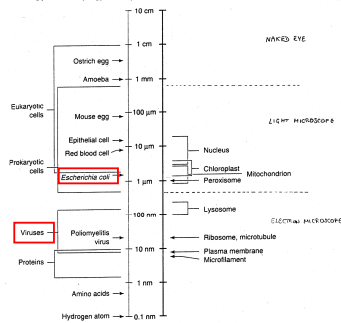 10 cm
NAKED EYE
1 cm
Ostrich egg
Amoeba
1 mm
Eukaryotic
cells
Mouse egg
100 µm
LIGHT MICROSCOPE
Epithelial cell
Red blood cell
10 µm
Nucleus
Prokaryotic
cells
Chloroplast
Mitochondrion
Escherichia coli
1 µm
Peroxisome
Lysosome
100 nm
ELECTRON MICROSCOPE
Viruses
Poliomyelitis
virus
Ribosome, microtubule
10 nm
Proteins
Plasma membrane
Microfilament
1 nm
Amino acids
Hydrogen atom
0.1 nm